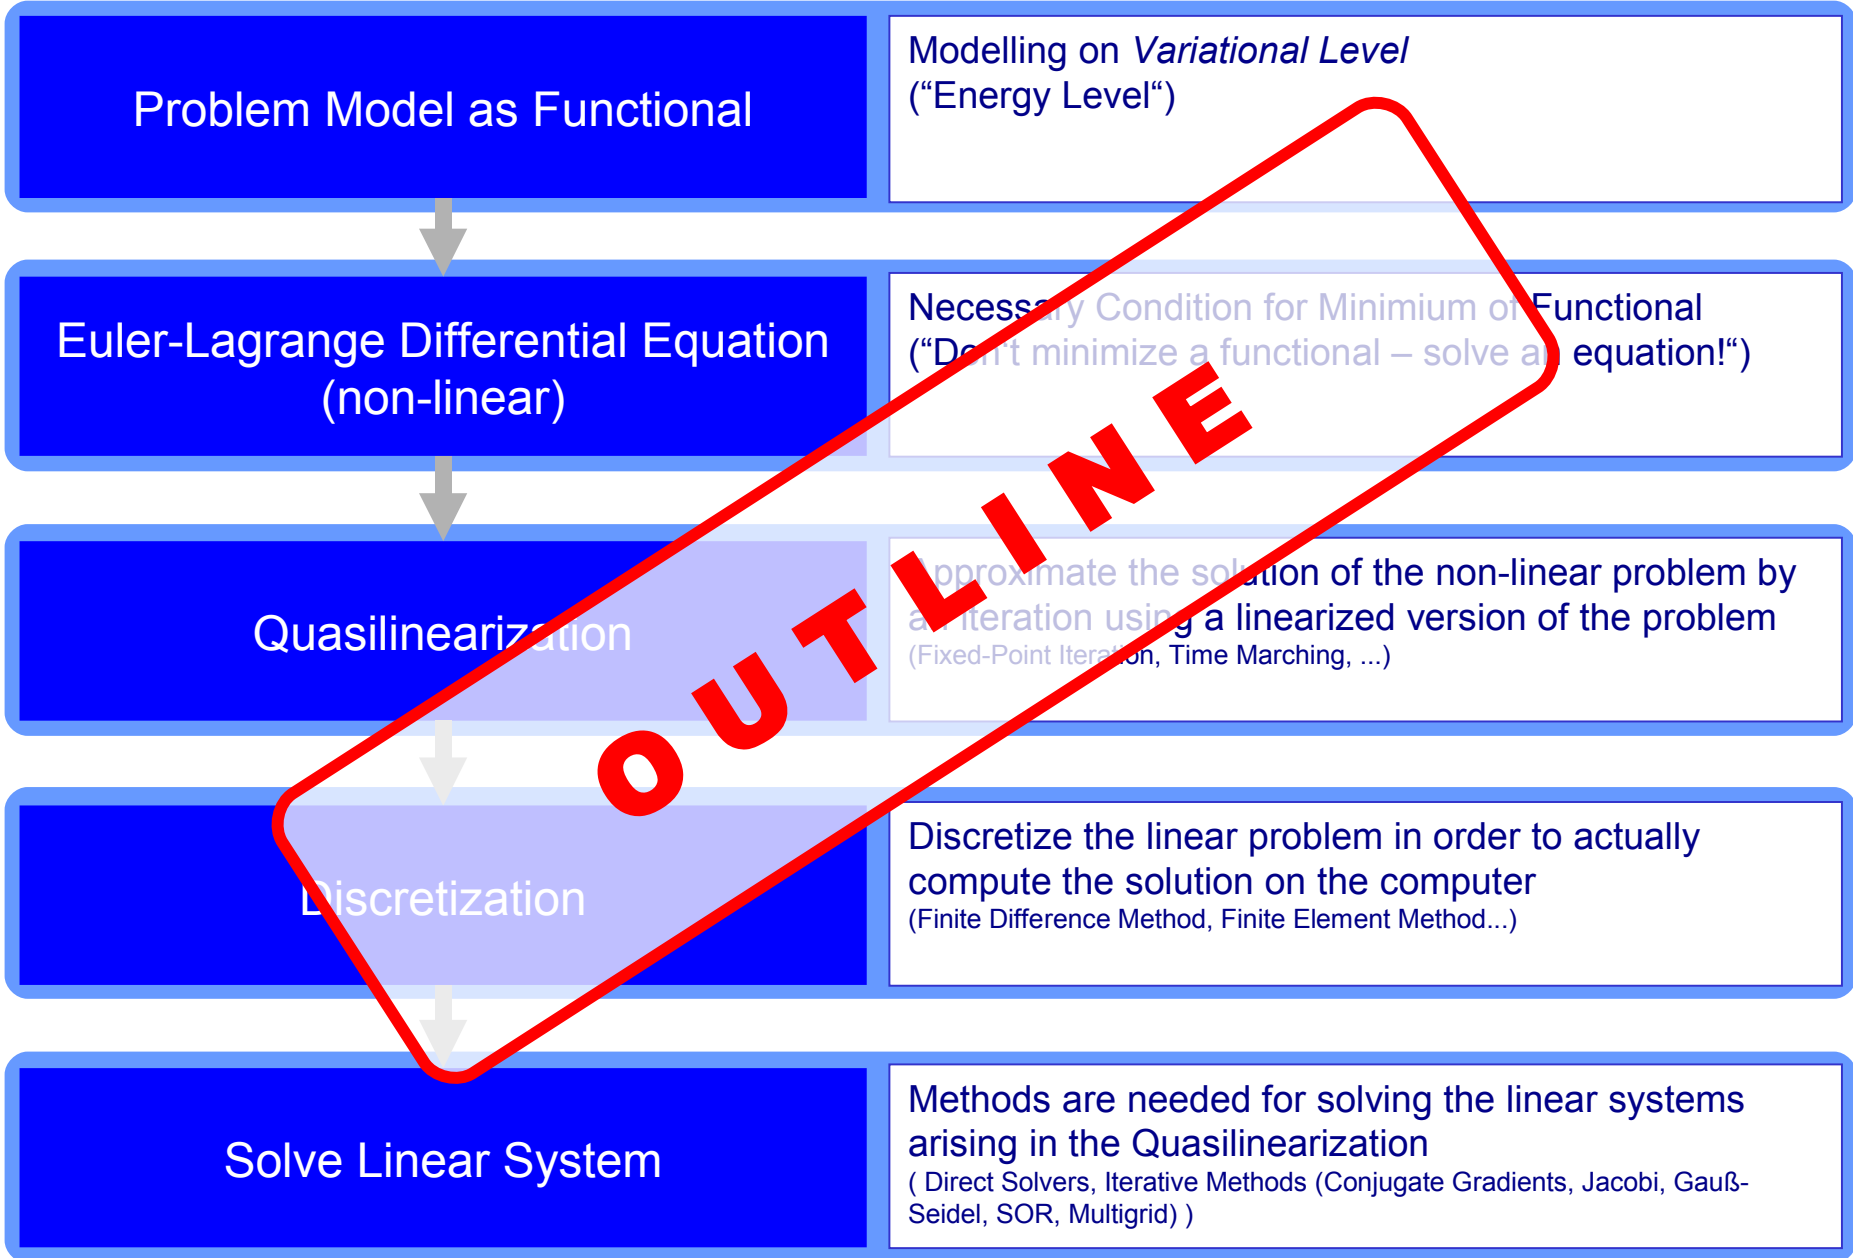 Problem Model as Functional
Modelling on Variational Level
(“Energy Level“)
Euler-Lagrange Differential Equation
(non-linear)
Necessary Condition for Minimium of Functional
(“Don't minimize a functional – solve an equation!“)
Quasilinearization
Approximate the solution of the non-linear problem by
an iteration using a linearized version of the problem
(Fixed-Point Iteration, Time Marching, ...)
Discretization
Discretize the linear problem in order to actually
compute the solution on the computer
(Finite Difference Method, Finite Element Method...)
Solve Linear System
Methods are needed for solving the linear systems
arising in the Quasilinearization
( Direct Solvers, Iterative Methods (Conjugate Gradients, Jacobi, Gauß-
Seidel, SOR, Multigrid) )
OUTLINE